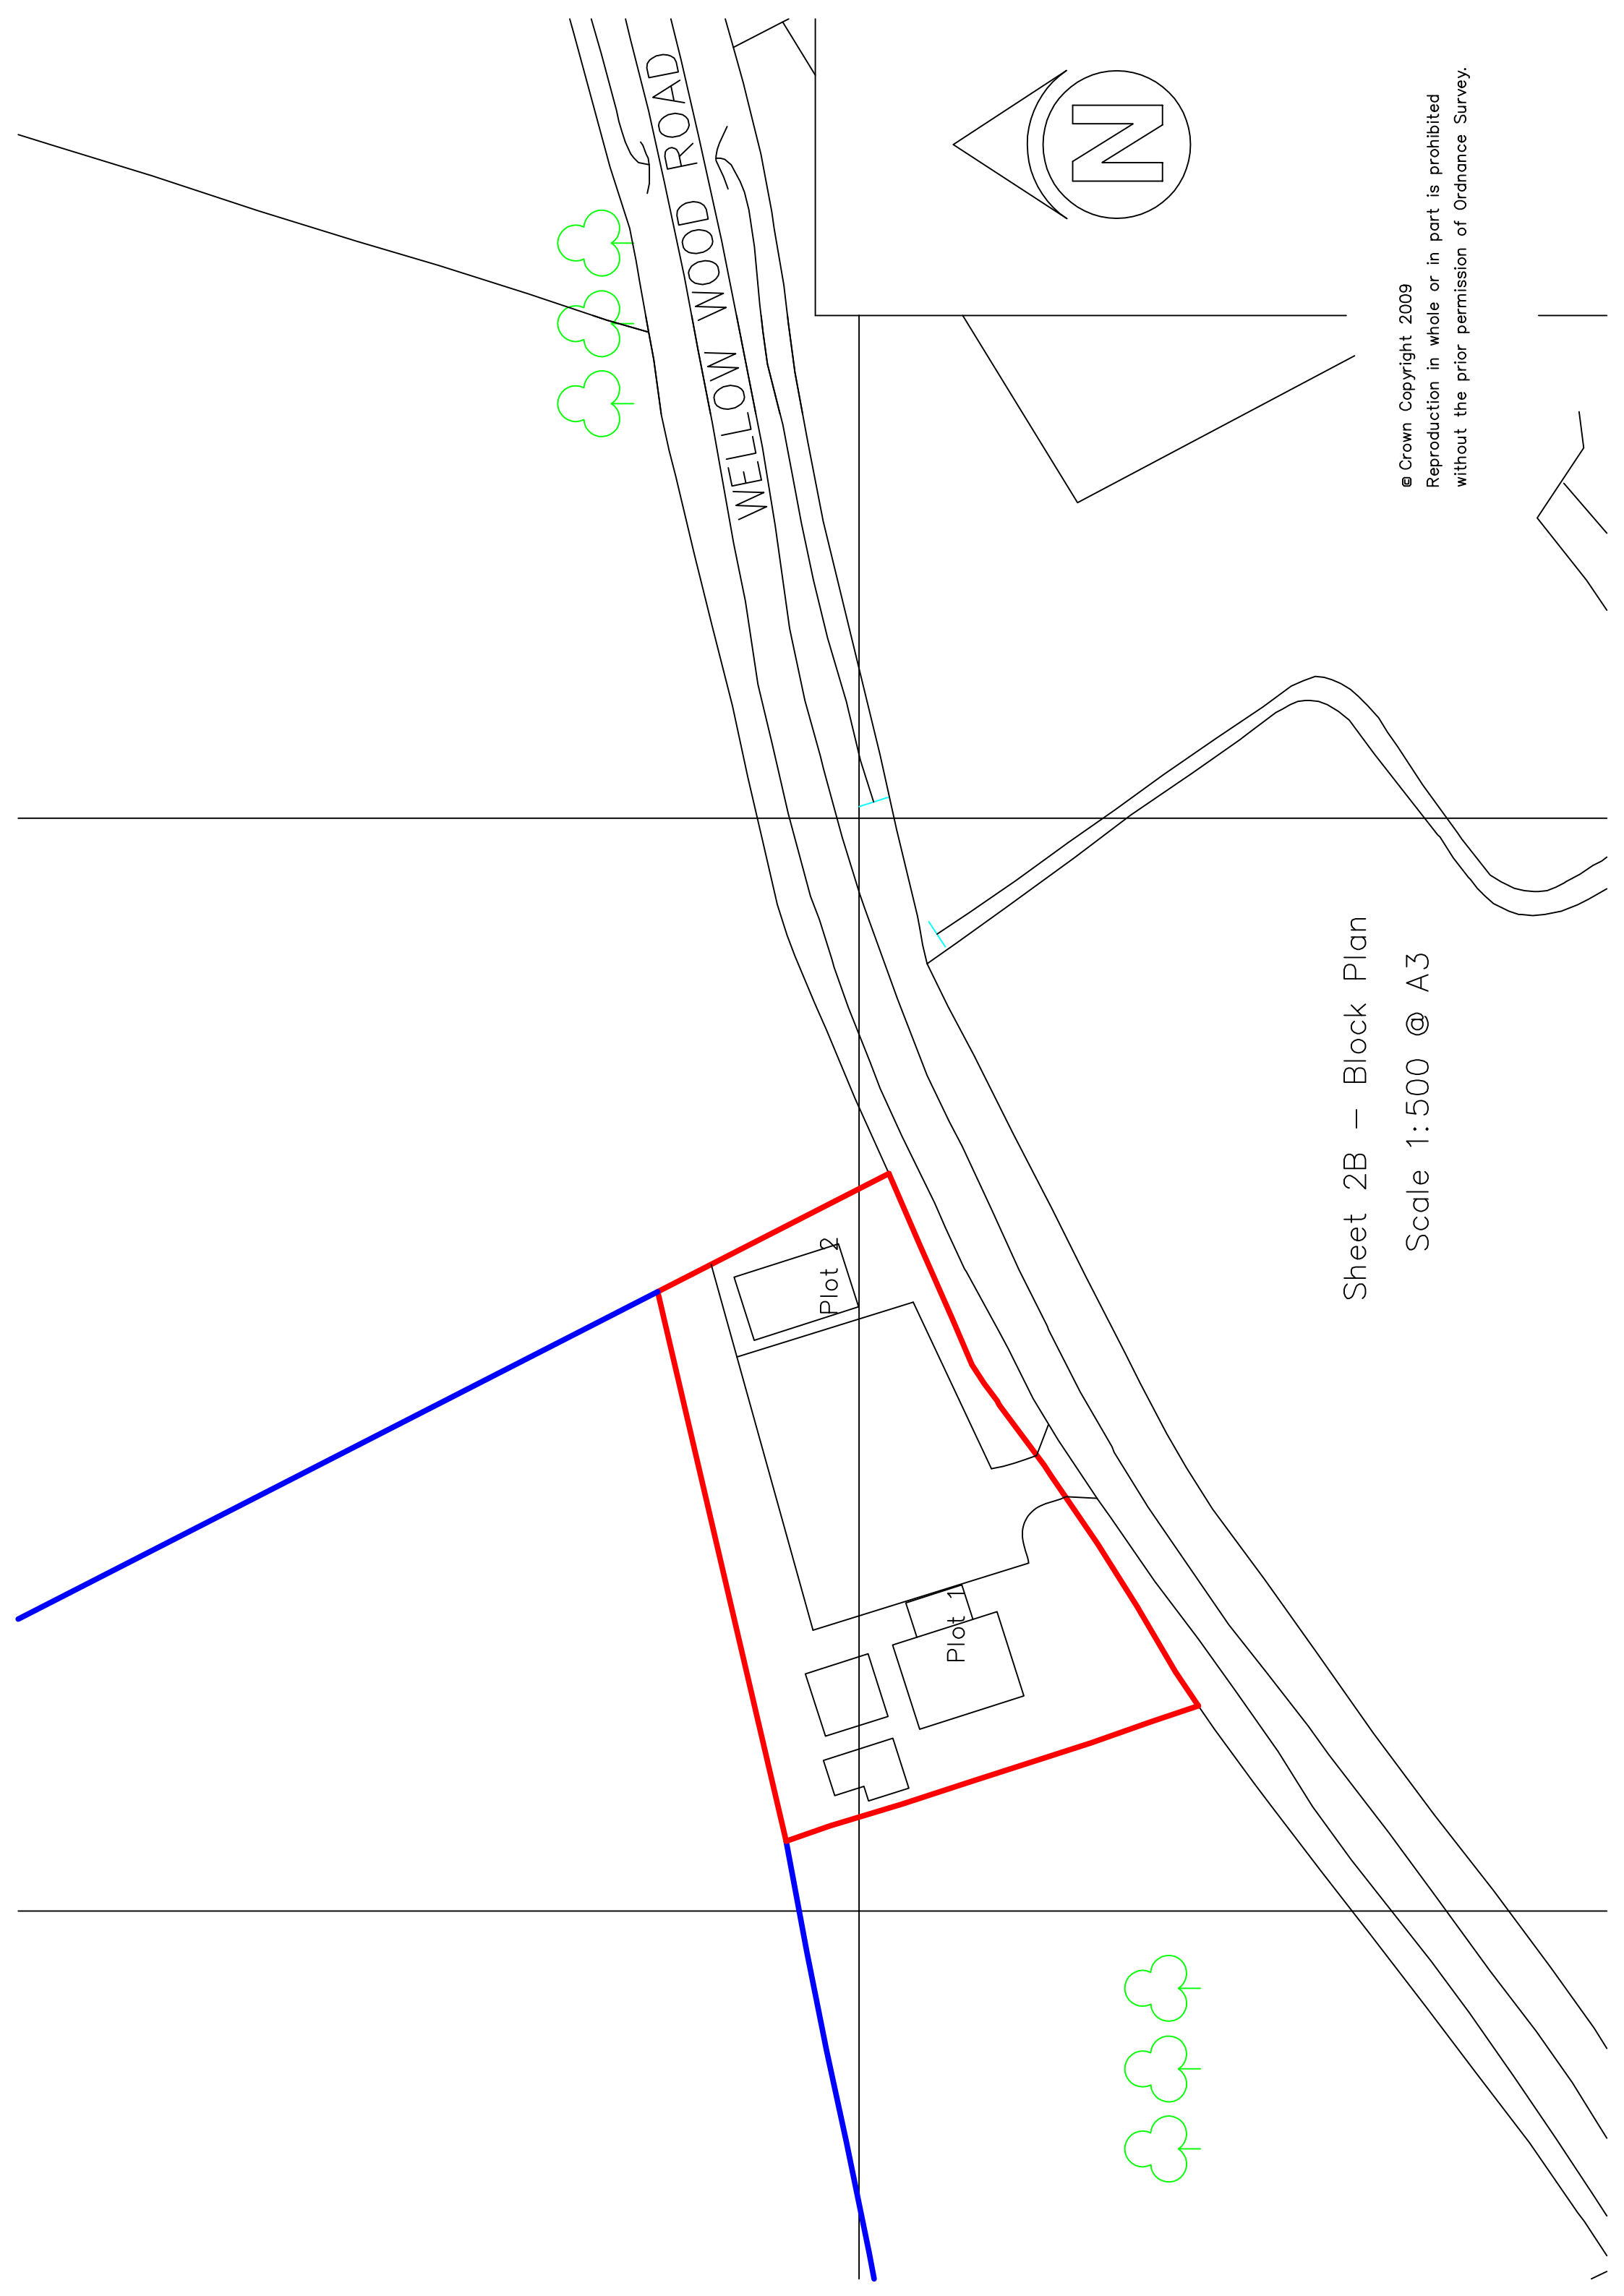 WELLOW WOOD ROAD
N
© Crown Copyright 2009
Reproduction in whole or in part is prohibited
without the prior permission of Ordnance Survey.
Plot 2
Plot 1
Sheet 2B - Block Plan
Scale 1:500 @ A3